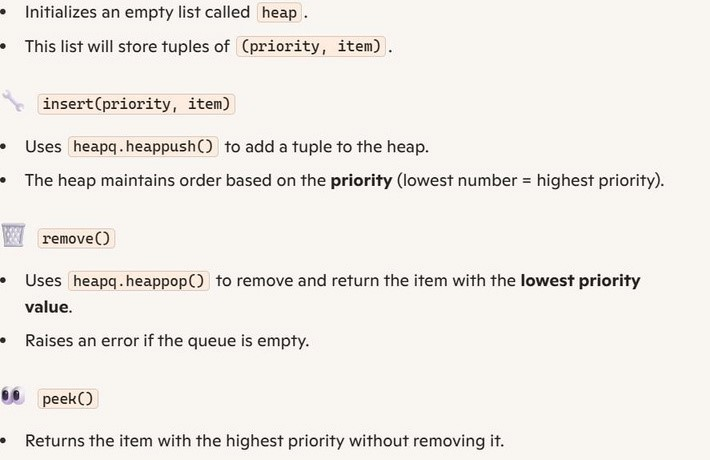 • Initializes an empty list called heap.
• This list will store tuples of (priority, item).
insert(priority, item)
• Uses heapq.heappush() to add a tuple to the heap.
• The heap maintains order based on the priority (lowest number = highest priority).
remove()
• Uses heapq.heappop() to remove and return the item with the lowest priority
value.
• Raises an error if the queue is empty.
peek()
• Returns the item with the highest priority without removing it.